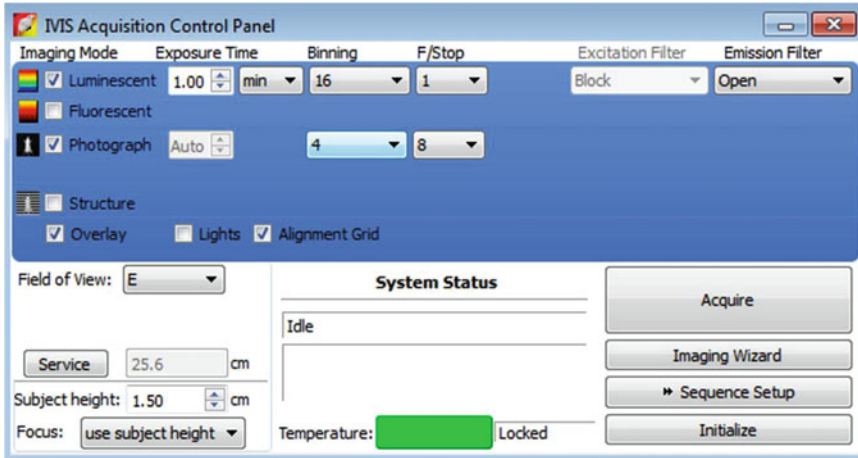 IVIS Acquisition Control Panel
Imaging Mode Exposure Time Binning F/Stop Excitation Filter Emission Filter
Luminescent 1.00 min 16 1 Block Open
Fluorescent
Photograph Auto 4 8
Structure
Overlay Lights Alignment Grid
Field of View: E
System Status
Acquire
Idle
Service 25.6 cm
Imaging Wizard
Subject height: 1.50 cm
Sequence Setup
Focus: use subject height
Temperature: Locked
Initialize